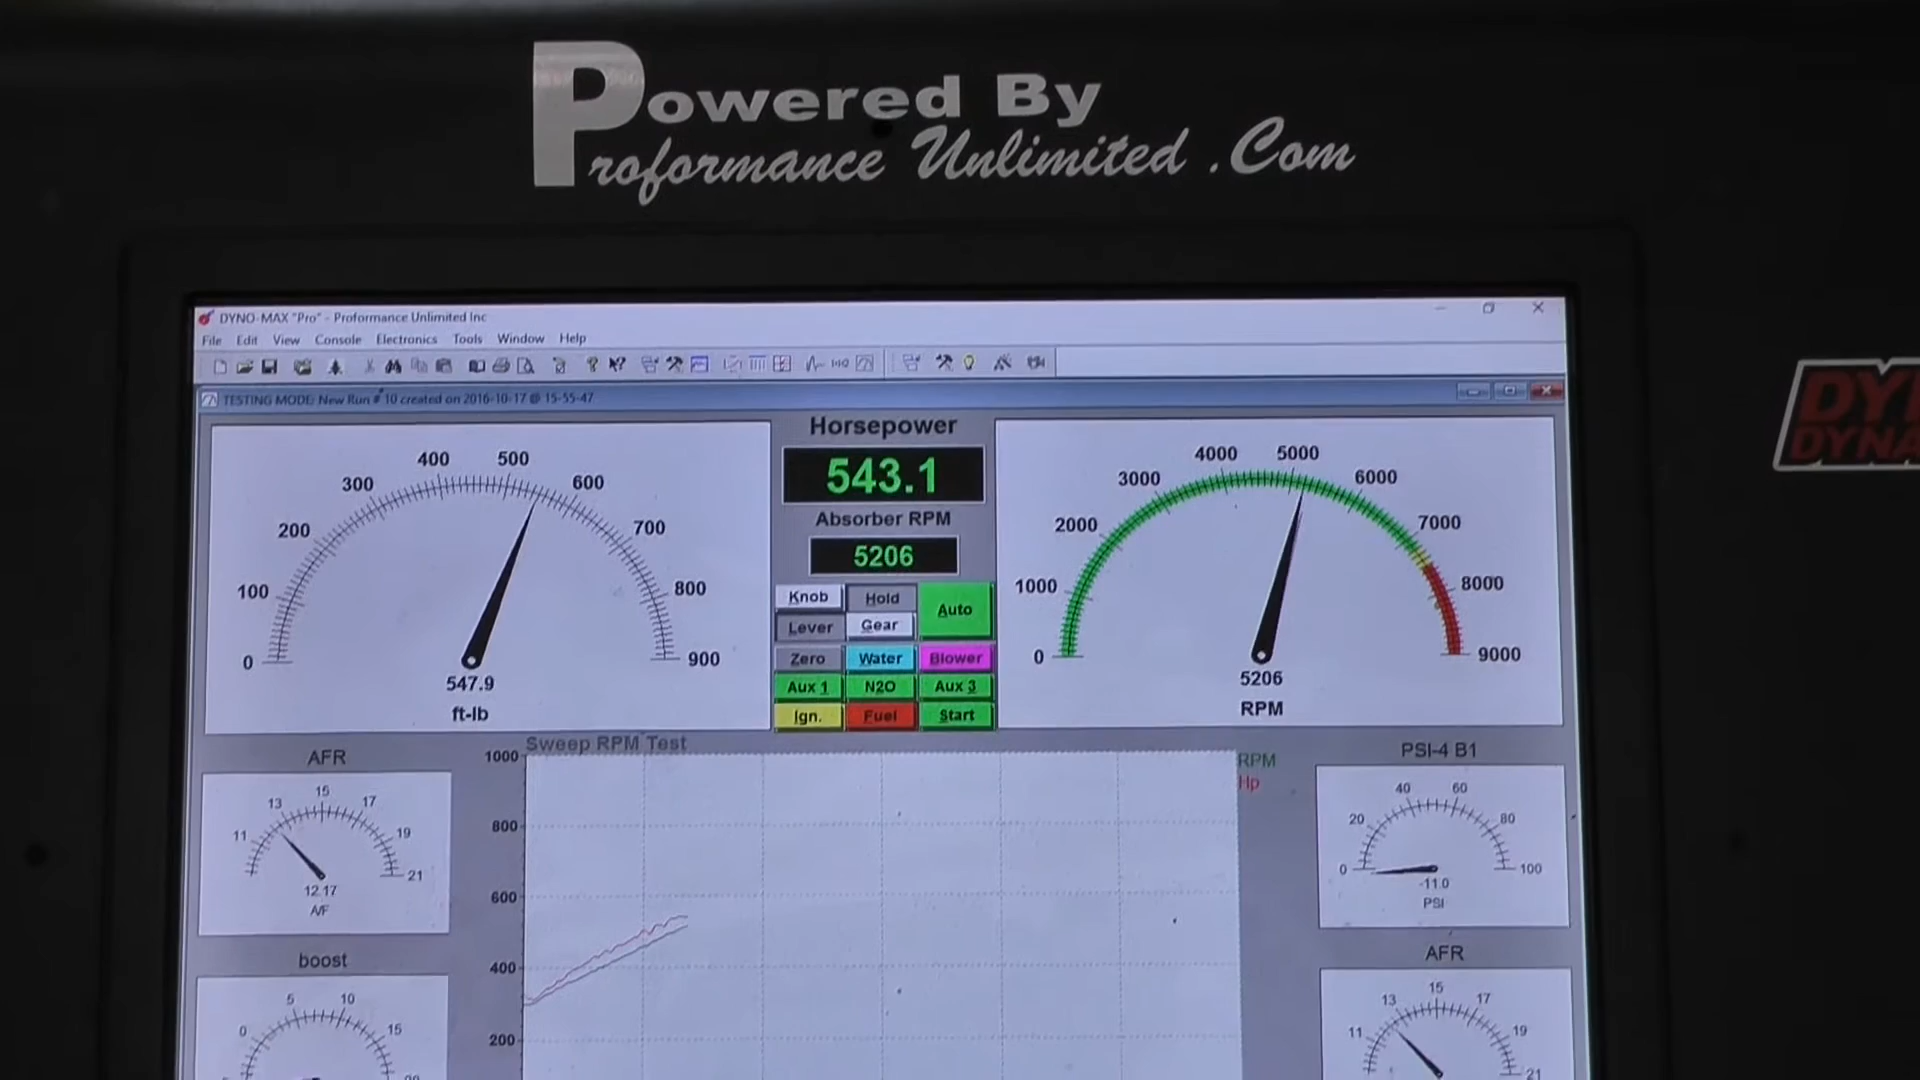 Powered By
Proformance Unlimited .Com
DYNO-MAX "Pro" - Proformance Unlimited Inc
File Edit View Console Electronics Tools Window Help
TESTING MODE: New Run # 10 created on 2016-10-17 @ 15-55-47
0 100 200 300 400 500 600 700 800 900
547.9
ft-lb
Horsepower
543.1
Absorber RPM
5206
Knob Hold Auto
Lever Gear
Zero Water Blower
Aux 1 N2O Aux 3
Ign. Fuel Start
0 1000 2000 3000 4000 5000 6000 7000 8000 9000
5206
RPM
DY
DYNA
AFR
11 13 15 17 19 21
12.17
A/F
boost
0 5 10 15
Sweep RPM Test
1000
800
600
400
200
RPM
Hp
PSI-4 B1
0 20 40 60 80 100
-11.0
PSI
AFR
11 13 15 17 19 21